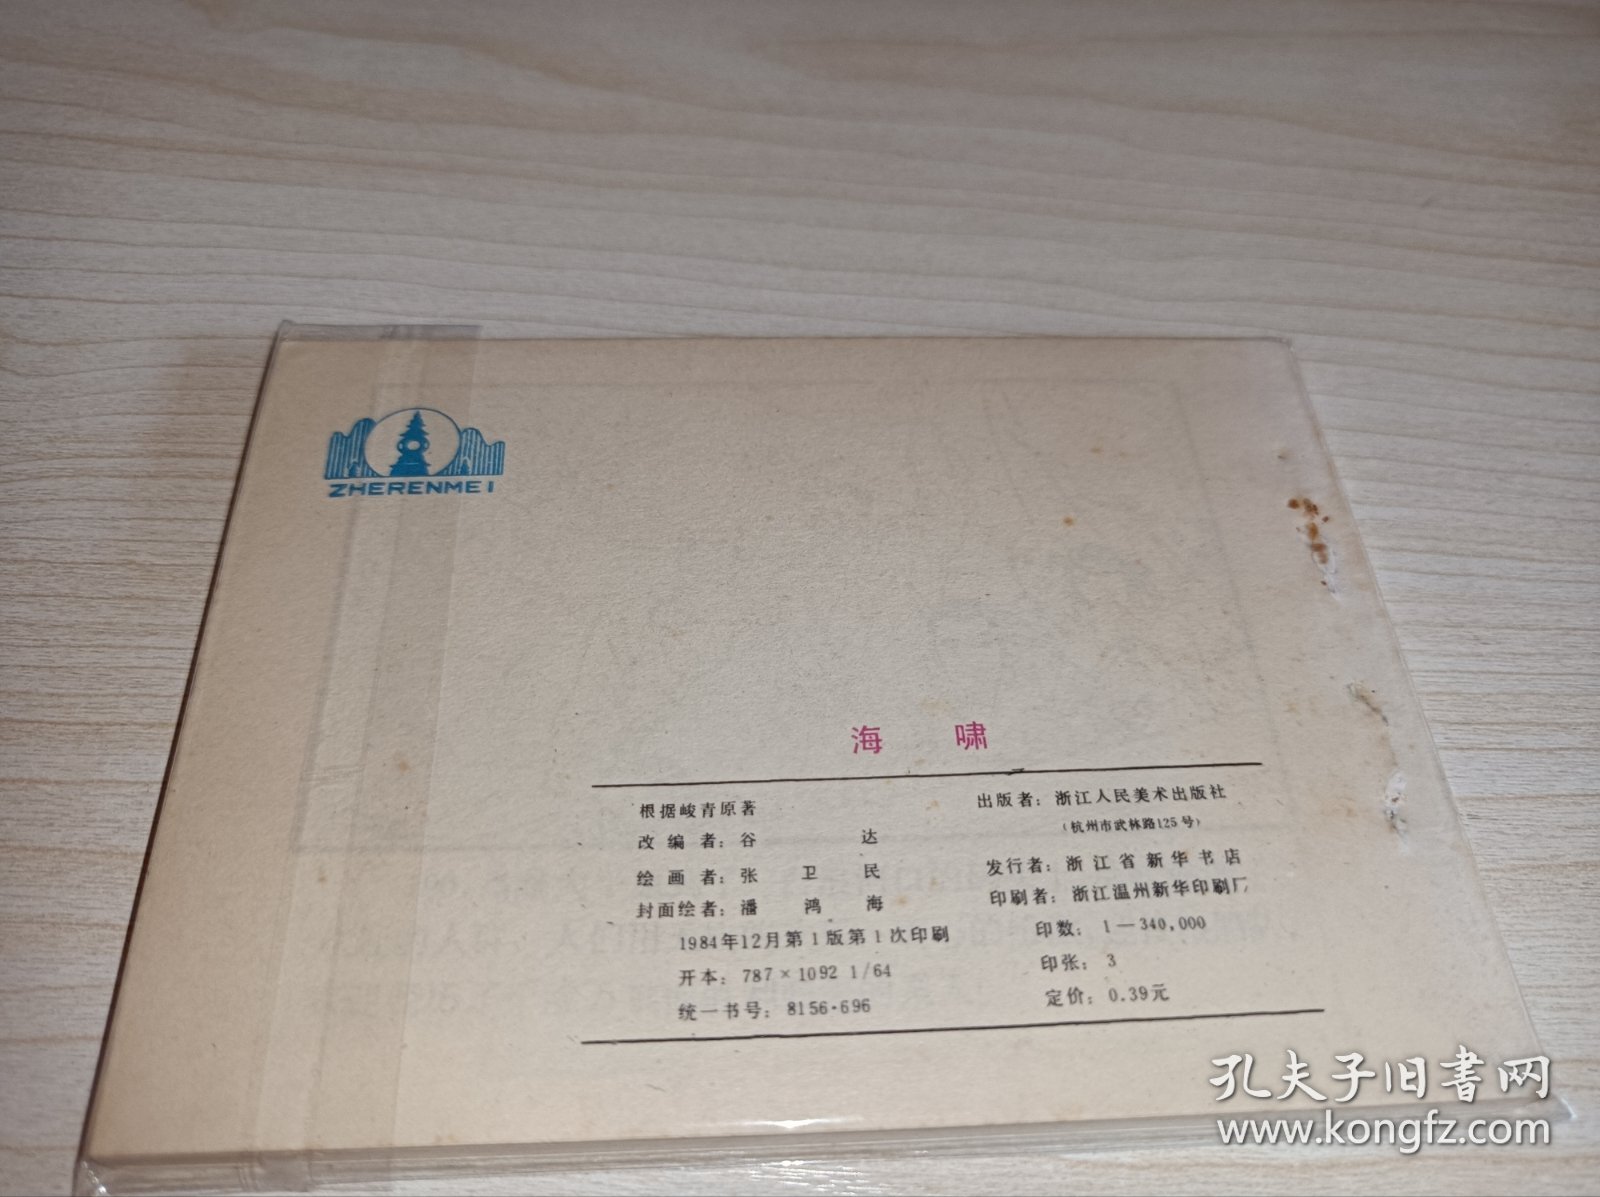 ZHERENMEI
海 啸
根据峻青原著
改编者：谷 达
绘画者：张 卫 民
封面绘者：潘 鸿 海
1984年12月第1版第1次印刷
开本：787×1092 1/64
统一书号：8156·696
出版者：浙江人民美术出版社
（杭州市武林路125号）
发行者：浙江省新华书店
印刷者：浙江温州新华印刷厂
印数：1—340,000
印张：3
定价：0.39元
孔夫子旧書网
www.kongfz.com